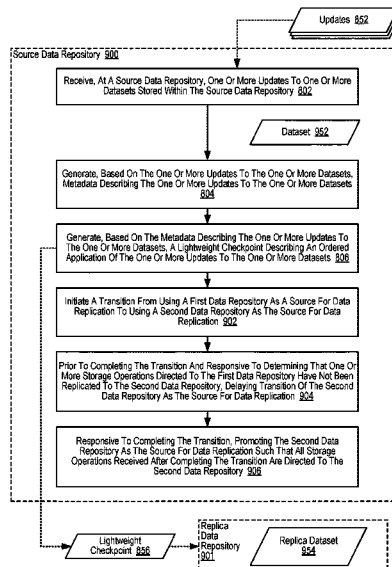 Updates 852
Source Data Repository 900
Receive, At A Source Data Repository, One Or More Updates To One Or More
Datasets Stored Within The Source Data Repository 802
Dataset 952
Generate, Based On The One Or More Updates To The One Or More Datasets,
Metadata Describing The One Or More Updates To The One Or More Datasets
804
Generate, Based On The Metadata Describing The One Or More Updates To
The One Or More Datasets, A Lightweight Checkpoint Describing An Ordered
Application Of The One Or More Updates To The One Or More Datasets 806
Initiate A Transition From Using A First Data Repository As A Source For Data
Replication To Using A Second Data Repository As The Source For Data
Replication 902
Prior To Completing The Transition And Responsive To Determining That One Or
More Storage Operations Directed To The First Data Repository Have Not Been
Replicated To The Second Data Repository, Delaying Transition Of The Second
Data Repository As The Source For Data Replication 904
Responsive To Completing The Transition, Promoting The Second Data
Repository As The Source For Data Replication Such That All Storage
Operations Received After Completing The Transition Are Directed To The
Second Data Repository 906
Lightweight
Checkpoint 856
Replica
Data
Repository
901
Replica Dataset
954